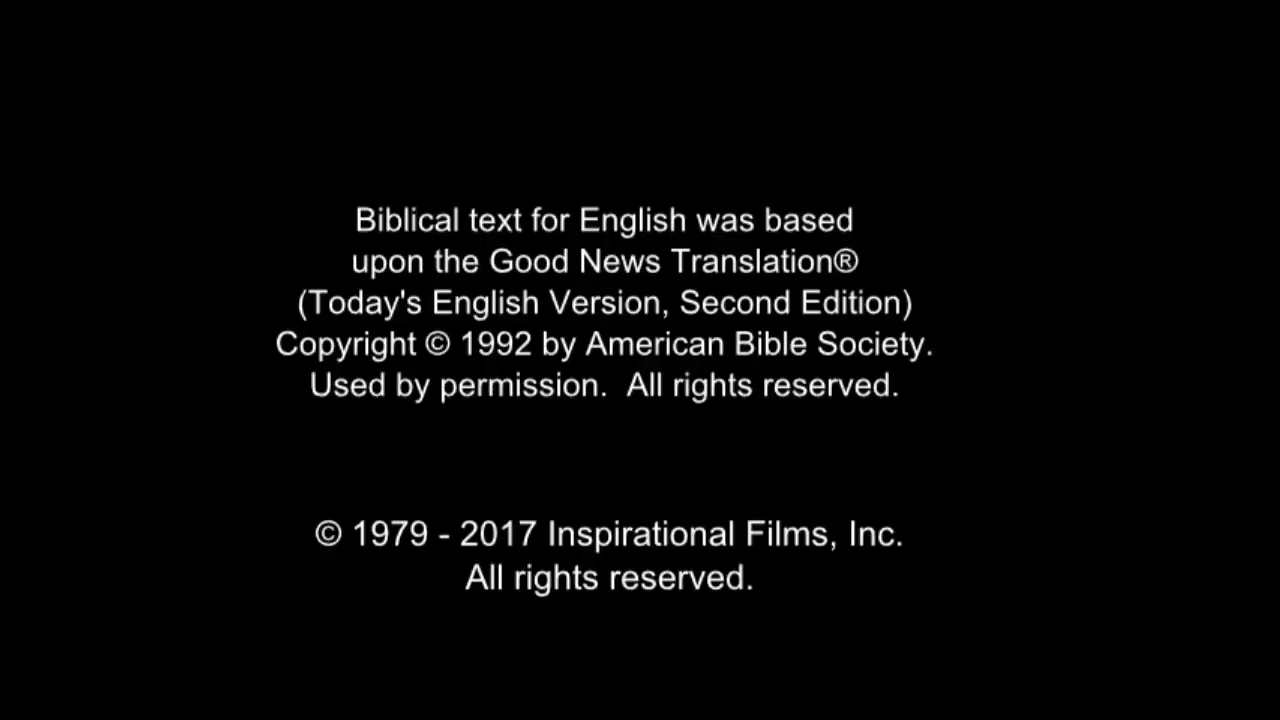 Biblical text for English was based
upon the Good News Translation®
(Today's English Version, Second Edition)
Copyright © 1992 by American Bible Society.
Used by permission.  All rights reserved.
© 1979 - 2017 Inspirational Films, Inc.
All rights reserved.